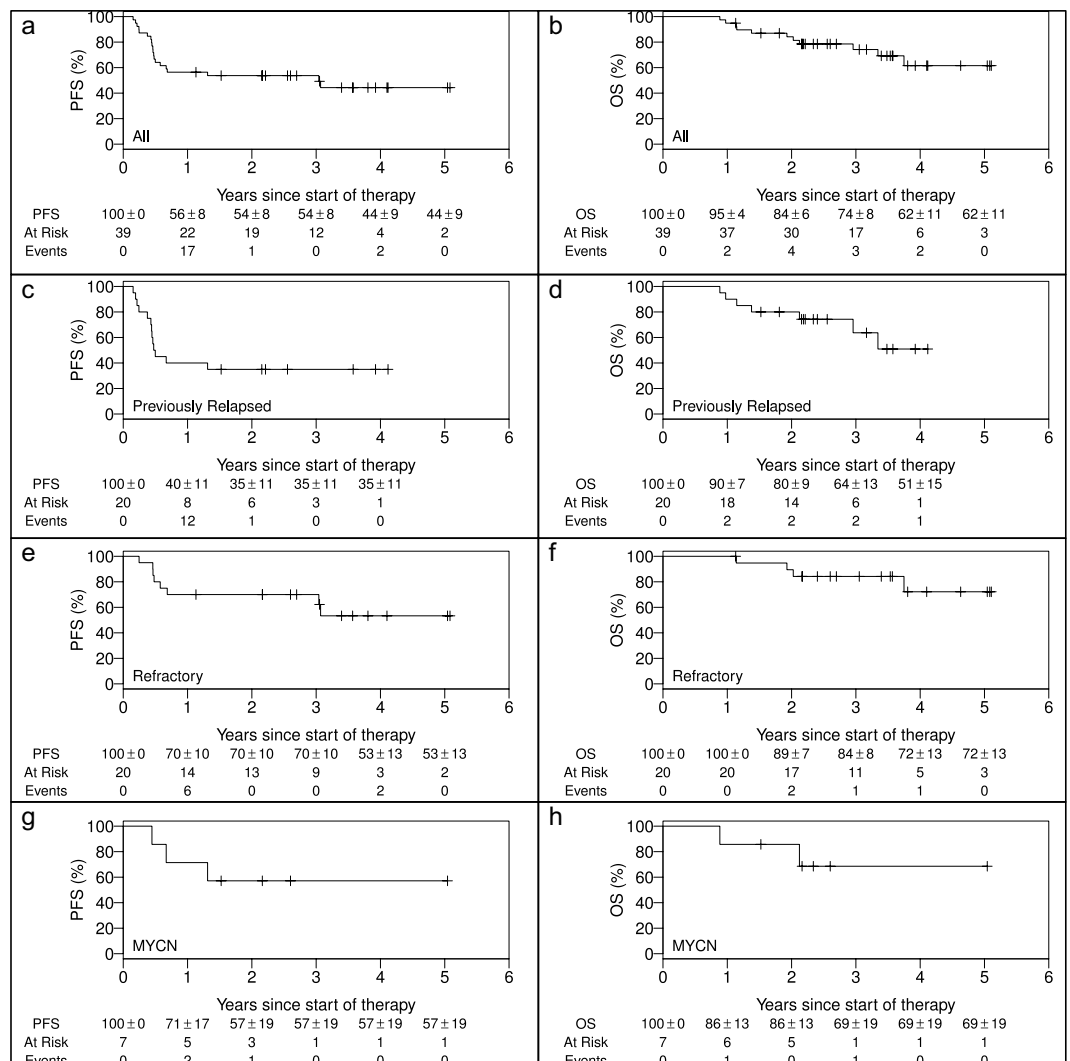 a
100
80
60
40
20
0
PFS (%)
All
0 1 2 3 4 5 6
Years since start of therapy
PFS 100±0 56±8 54±8 54±8 44±9 44±9
At Risk 39 22 19 12 4 2
Events 0 17 1 0 2 0
b
100
80
60
40
20
0
OS (%)
All
0 1 2 3 4 5 6
Years since start of therapy
OS 100±0 95±4 84±6 74±8 62±11 62±11
At Risk 39 37 30 17 6 3
Events 0 2 4 3 2 0
c
100
80
60
40
20
0
PFS (%)
Previously Relapsed
0 1 2 3 4 5 6
Years since start of therapy
PFS 100±0 40±11 35±11 35±11 35±11
At Risk 20 8 6 3 1
Events 0 12 1 0 0
d
100
80
60
40
20
0
OS (%)
Previously Relapsed
0 1 2 3 4 5 6
Years since start of therapy
OS 100±0 90±7 80±9 64±13 51±15
At Risk 20 18 14 6 1
Events 0 2 2 2 1
e
100
80
60
40
20
0
PFS (%)
Refractory
0 1 2 3 4 5 6
Years since start of therapy
PFS 100±0 70±10 70±10 70±10 53±13 53±13
At Risk 20 14 13 9 3 2
Events 0 6 0 0 2 0
f
100
80
60
40
20
0
OS (%)
Refractory
0 1 2 3 4 5 6
Years since start of therapy
OS 100±0 100±0 89±7 84±8 72±13 72±13
At Risk 20 20 17 11 5 3
Events 0 0 2 1 1 0
g
100
80
60
40
20
0
PFS (%)
MYCN
0 1 2 3 4 5 6
Years since start of therapy
PFS 100±0 71±17 57±19 57±19 57±19 57±19
At Risk 7 5 3 1 1 1
Events 0 2 1 0 0 0
h
100
80
60
40
20
0
OS (%)
MYCN
0 1 2 3 4 5 6
Years since start of therapy
OS 100±0 86±13 86±13 69±19 69±19 69±19
At Risk 7 6 5 1 1 1
Events 0 1 0 1 0 0